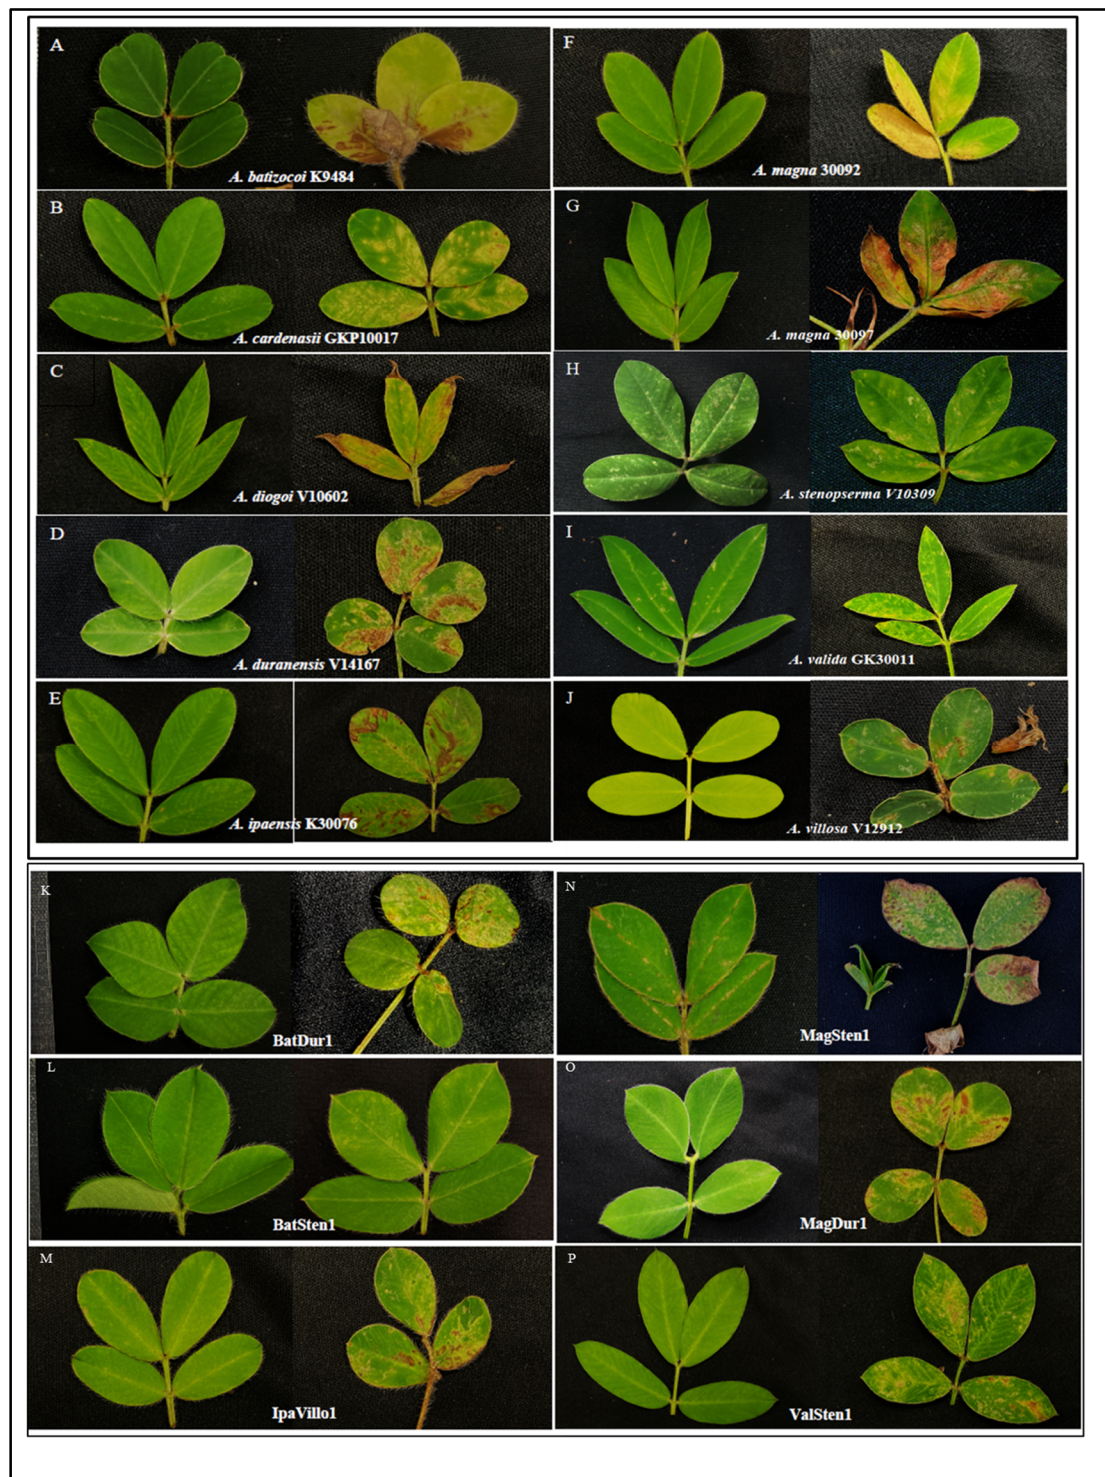 A
A. batizocoi K9484
B
A. cardenasii GKP10017
C
A. diogoi V10602
D
A. duranensis V14167
E
A. ipaensis K30076
F
A. magna 30092
G
A. magna 30097
H
A. stenopserma V10309
I
A. valida GK30011
J
A. villosa V12912
K
BatDur1
L
BatSten1
M
IpaVillo1
N
MagSten1
O
MagDur1
P
ValSten1